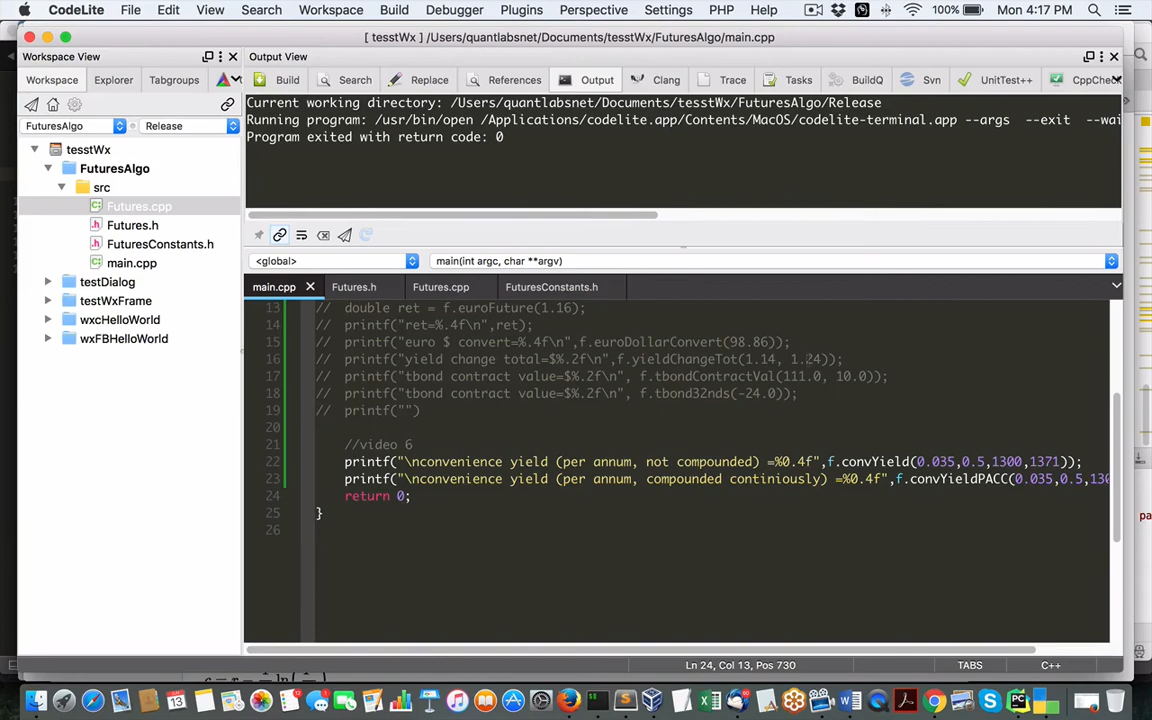 CodeLite File Edit View Search Workspace Build Debugger Plugins Perspective Settings PHP Help 100% Mon 4:17 PM
[ tesstWx ] /Users/quantlabsnet/Documents/tesstWx/FuturesAlgo/main.cpp
Workspace View
Output View
Workspace Explorer Tabgroups
Build Search Replace References Output Clang Trace Tasks BuildQ Svn UnitTest++ CppChec
FuturesAlgo Release
tesstWx
FuturesAlgo
src
Futures.cpp
Futures.h
FuturesConstants.h
main.cpp
testDialog
testWxFrame
wxcHelloWorld
wxFBHelloWorld
Current working directory: /Users/quantlabsnet/Documents/tesstWx/FuturesAlgo/Release
Running program: /usr/bin/open /Applications/codelite.app/Contents/MacOS/codelite-terminal.app --args --exit --wai
Program exited with return code: 0
<global> main(int argc, char **argv)
main.cpp Futures.h Futures.cpp FuturesConstants.h
13 // double ret = f.euroFuture(1.16);
14 // printf("ret=%.4f\n",ret);
15 // printf("euro $ convert=%.4f\n",f.euroDollarConvert(98.86));
16 // printf("yield change total=$%.2f\n",f.yieldChangeTot(1.14, 1.24));
17 // printf("tbond contract value=$%.2f\n", f.tbondContractVal(111.0, 10.0));
18 // printf("tbond contract value=$%.2f\n", f.tbond32nds(-24.0));
19 // printf("")
20
21 //video 6
22 printf("\nconvenience yield (per annum, not compounded) =%0.4f",f.convYield(0.035,0.5,1300,1371));
23 printf("\nconvenience yield (per annum, compounded continiously) =%0.4f",f.convYieldPACC(0.035,0.5,130
24 return 0;
25 }
26
Ln 24, Col 13, Pos 730 TABS C++